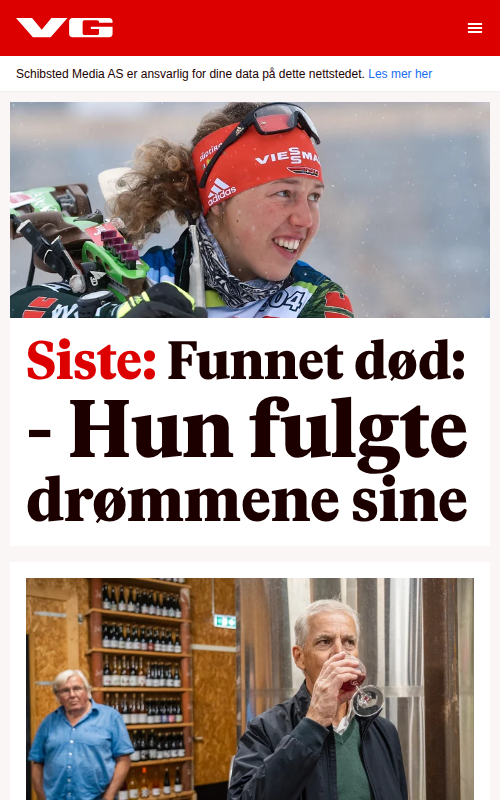 VG
Schibsted Media AS er ansvarlig for dine data på dette nettstedet. Les mer her
VIESMANN
adidas
04
Siste: Funnet død:
- Hun fulgte
drømmene sine